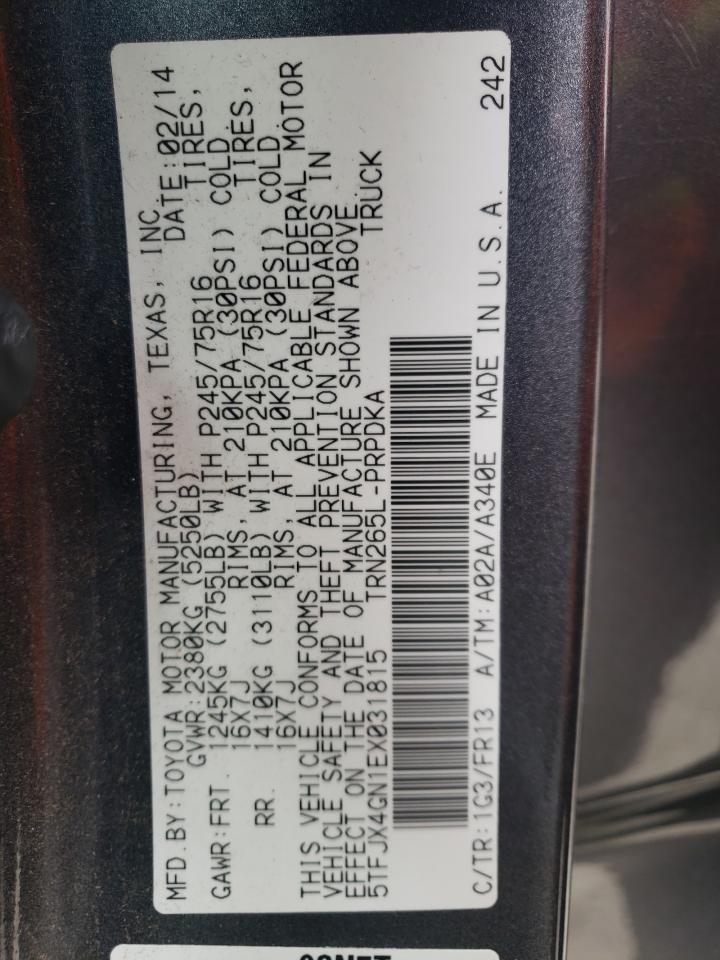 MFD.BY:TOYOTA MOTOR MANUFACTURING, TEXAS, INC.
GVWR:2380KG (5250LB) DATE:02/14
GAWR:FRT. 1245KG (2755LB) WITH P245/75R16 TIRES,
16X7J RIMS, AT 210KPA (30PSI) COLD
RR. 1410KG (3110LB) WITH P245/75R16 TIRES,
16X7J RIMS, AT 210KPA (30PSI) COLD
THIS VEHICLE CONFORMS TO ALL APPLICABLE FEDERAL MOTOR
VEHICLE SAFETY AND THEFT PREVENTION STANDARDS IN
EFFECT ON THE DATE OF MANUFACTURE SHOWN ABOVE.
5TFJX4GN1EX031815 TRN265L-PRPDKA TRUCK
C/TR:1G3/FR13 A/TM:A02A/A340E MADE IN U.S.A. 242